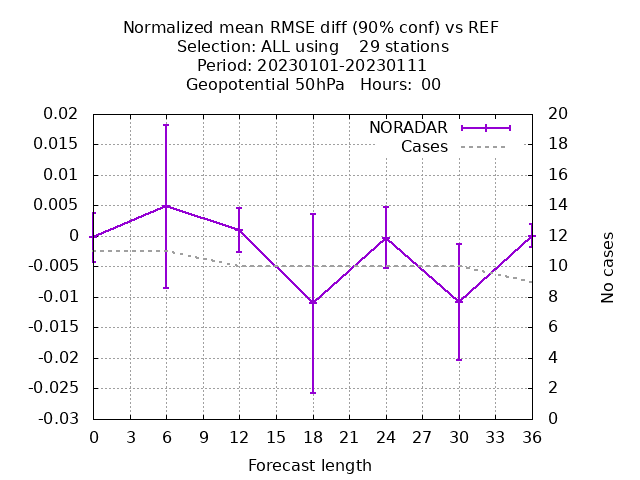 Normalized mean RMSE diff (90% conf) vs REF
Selection: ALL using    29 stations
Period: 20230101-20230111
Geopotential 50hPa   Hours:  00
NORADAR
Cases
0.02
0.015
0.01
0.005
0
-0.005
-0.01
-0.015
-0.02
-0.025
-0.03
20
18
16
14
12
10
8
6
4
2
0
No cases
0 3 6 9 12 15 18 21 24 27 30 33 36
Forecast length